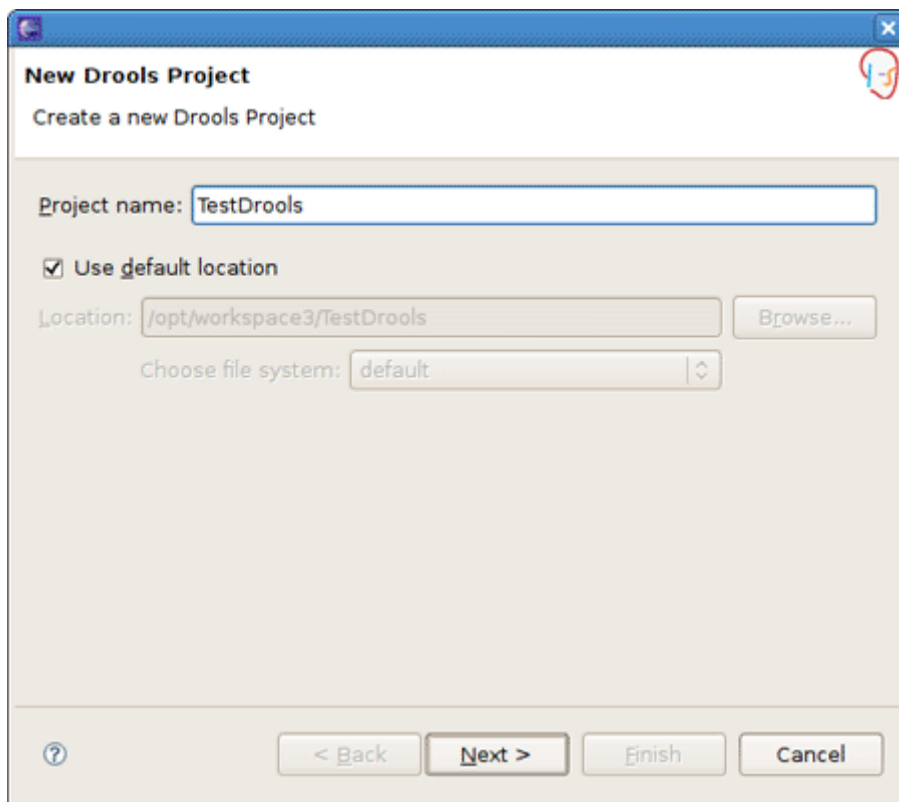 New Drools Project
Create a new Drools Project
Project name: TestDrools
Use default location
Location: /opt/workspace3/TestDrools Browse...
Choose file system: default
< Back Next > Finish Cancel